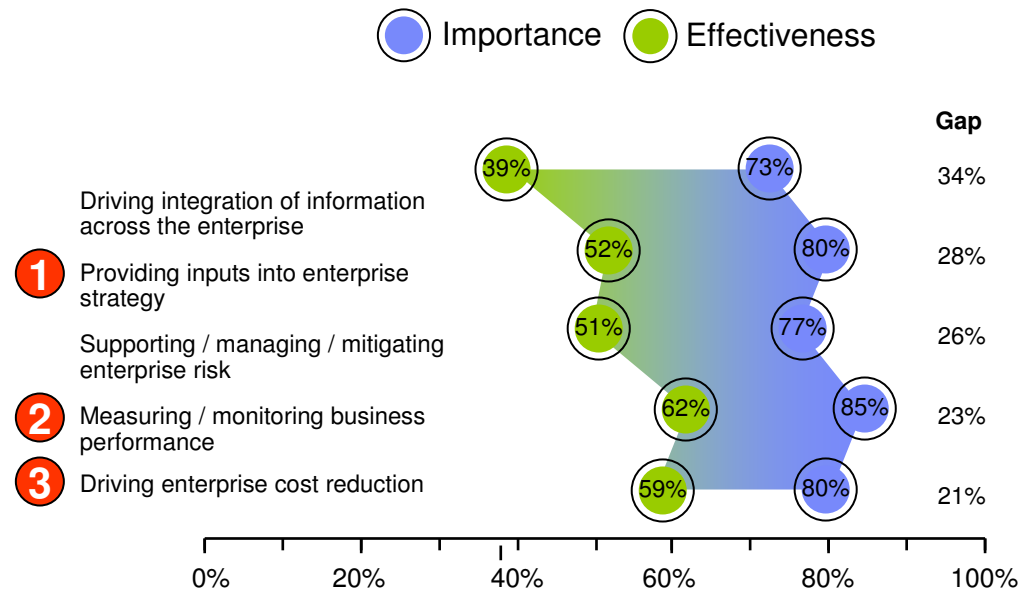 Importance Effectiveness
Gap
39% 73% 34%
Driving integration of information
across the enterprise
52% 80% 28%
1 Providing inputs into enterprise
strategy
51% 77% 26%
Supporting / managing / mitigating
enterprise risk
62% 85% 23%
2 Measuring / monitoring business
performance
3 Driving enterprise cost reduction
59% 80% 21%
0% 20% 40% 60% 80% 100%